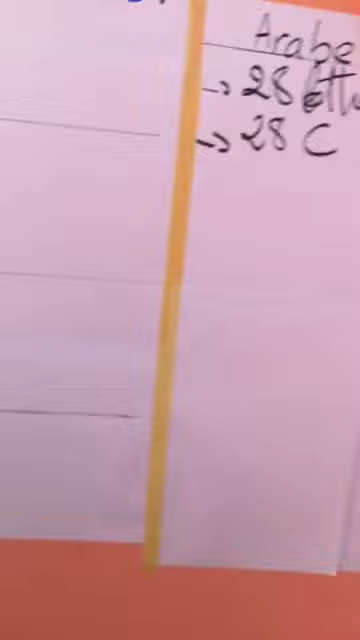 Arabe
→ 28
→ 28 C